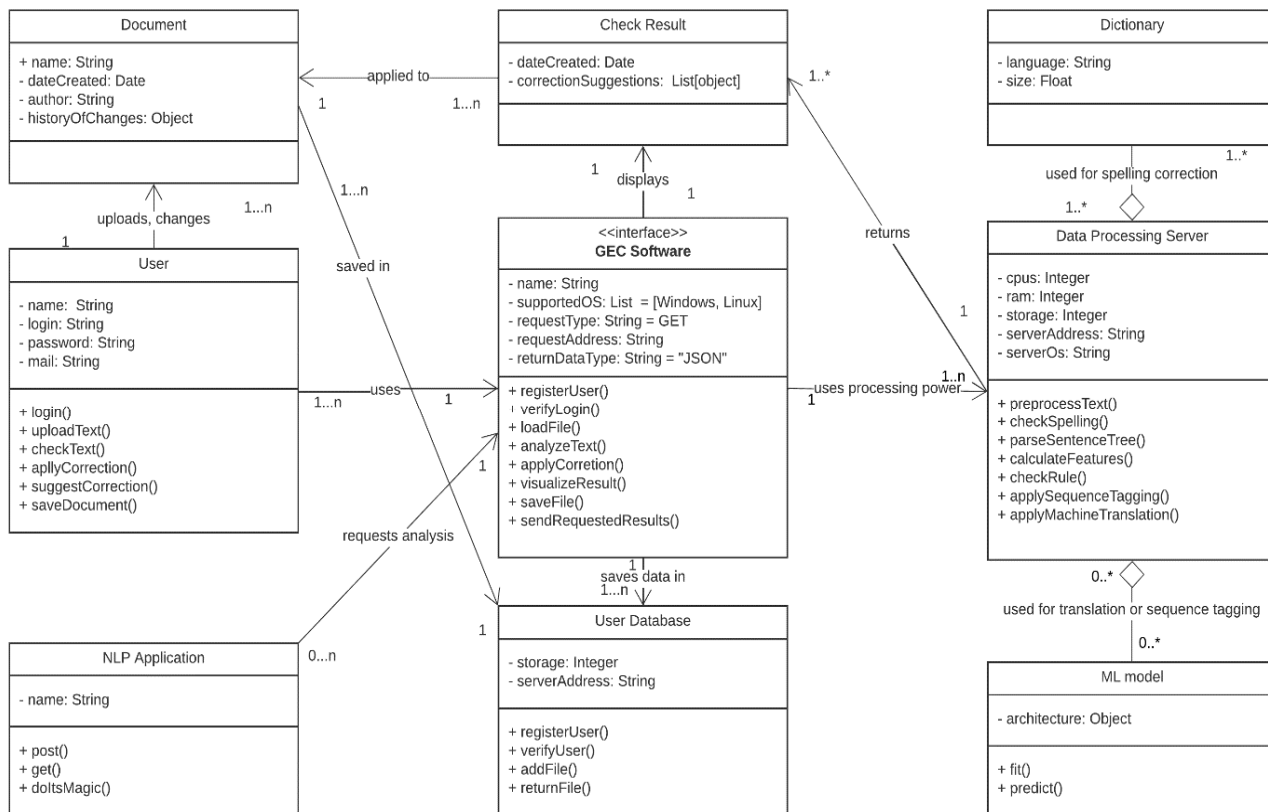 Document
+ name: String
- dateCreated: Date
- author: String
- historyOfChanges: Object
applied to
1
1...n
Check Result
- dateCreated: Date
- correctionSuggestions:  List[object]
1..*
Dictionary
- language: String
- size: Float
1..*
used for spelling correction
1..*
uploads, changes
1...n
1
1...n
saved in
1
displays
1
returns
1
User
- name:  String
- login: String
- password: String
- mail: String
+ login()
+ uploadText()
+ checkText()
+ apllyCorrection()
+ suggestCorrection()
+ saveDocument()
uses
1...n
1
<<interface>>
GEC Software
- name: String
- supportedOS: List  = [Windows, Linux]
- requestType: String = GET
- requestAddress: String
- returnDataType: String = "JSON"
+ registerUser()
+ verifyLogin()
+ loadFile()
+ analyzeText()
+ applyCorretion()
+ visualizeResult()
+ saveFile()
+ sendRequestedResults()
1...n
uses processing power
1
Data Processing Server
- cpus: Integer
- ram: Integer
- storage: Integer
- serverAddress: String
- serverOs: String
+ preprocessText()
+ checkSpelling()
+ parseSentenceTree()
+ calculateFeatures()
+ checkRule()
+ applySequenceTagging()
+ applyMachineTranslation()
1
requests analysis
0...n
1
saves data in
1...n
1
0..*
used for translation or sequence tagging
0..*
NLP Application
- name: String
+ post()
+ get()
+ doItsMagic()
User Database
- storage: Integer
- serverAddress: String
+ registerUser()
+ verifyUser()
+ addFile()
+ returnFile()
ML model
- architecture: Object
+ fit()
+ predict()